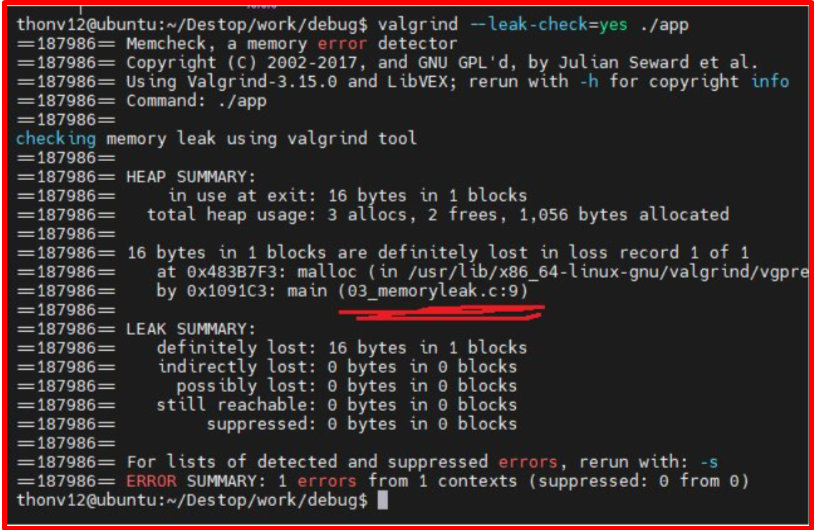 thonv12@ubuntu:~/Destop/work/debug$ valgrind --leak-check=yes ./app
==187986== Memcheck, a memory error detector
==187986== Copyright (C) 2002-2017, and GNU GPL'd, by Julian Seward et al.
==187986== Using Valgrind-3.15.0 and LibVEX; rerun with -h for copyright info
==187986== Command: ./app
==187986==
checking memory leak using valgrind tool
==187986==
==187986== HEAP SUMMARY:
==187986==     in use at exit: 16 bytes in 1 blocks
==187986==   total heap usage: 3 allocs, 2 frees, 1,056 bytes allocated
==187986==
==187986== 16 bytes in 1 blocks are definitely lost in loss record 1 of 1
==187986==    at 0x483B7F3: malloc (in /usr/lib/x86_64-linux-gnu/valgrind/vgpre
==187986==    by 0x1091C3: main (03_memoryleak.c:9)
==187986==
==187986== LEAK SUMMARY:
==187986==    definitely lost: 16 bytes in 1 blocks
==187986==    indirectly lost: 0 bytes in 0 blocks
==187986==      possibly lost: 0 bytes in 0 blocks
==187986==    still reachable: 0 bytes in 0 blocks
==187986==         suppressed: 0 bytes in 0 blocks
==187986==
==187986== For lists of detected and suppressed errors, rerun with: -s
==187986== ERROR SUMMARY: 1 errors from 1 contexts (suppressed: 0 from 0)
thonv12@ubuntu:~/Destop/work/debug$